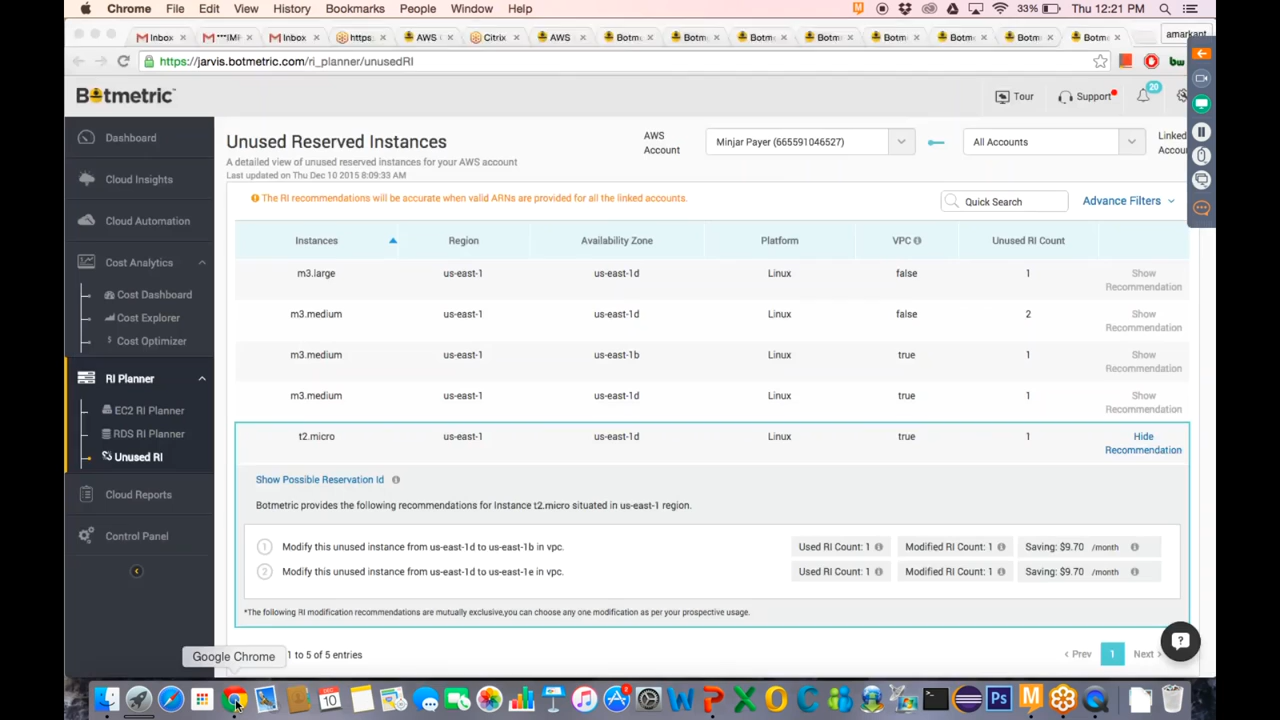 Chrome File Edit View History Bookmarks People Window Help 33% Thu 12:21 PM
Inbox ***IMF Inbox https: AWS Citrix AWS Botm Botm Botm Botm Botm Botm Botm Botm amarkant
https://jarvis.botmetric.com/ri_planner/unusedRI bw
Botmetric Tour Support 20
Dashboard
Cloud Insights
Cloud Automation
Cost Analytics
Cost Dashboard
Cost Explorer
Cost Optimizer
RI Planner
EC2 RI Planner
RDS RI Planner
Unused RI
Cloud Reports
Control Panel
Unused Reserved Instances
A detailed view of unused reserved instances for your AWS account
Last updated on Thu Dec 10 2015 8:09:33 AM
AWS Account Minjar Payer (665591046527) All Accounts Linked Accou
The RI recommendations will be accurate when valid ARNs are provided for all the linked accounts.
Quick Search Advance Filters
Instances Region Availability Zone Platform VPC Unused RI Count
m3.large us-east-1 us-east-1d Linux false 1 Show Recommendation
m3.medium us-east-1 us-east-1d Linux false 2 Show Recommendation
m3.medium us-east-1 us-east-1b Linux true 1 Show Recommendation
m3.medium us-east-1 us-east-1d Linux true 1 Show Recommendation
t2.micro us-east-1 us-east-1d Linux true 1 Hide Recommendation
Show Possible Reservation Id
Botmetric provides the following recommendations for Instance t2.micro situated in us-east-1 region.
1 Modify this unused instance from us-east-1d to us-east-1b in vpc. Used RI Count: 1 Modified RI Count: 1 Saving: $9.70 /month
2 Modify this unused instance from us-east-1d to us-east-1e in vpc. Used RI Count: 1 Modified RI Count: 1 Saving: $9.70 /month
*The following RI modification recommendations are mutually exclusive,you can choose any one modification as per your prospective usage.
1 to 5 of 5 entries ‹ Prev 1 Next ›
Google Chrome